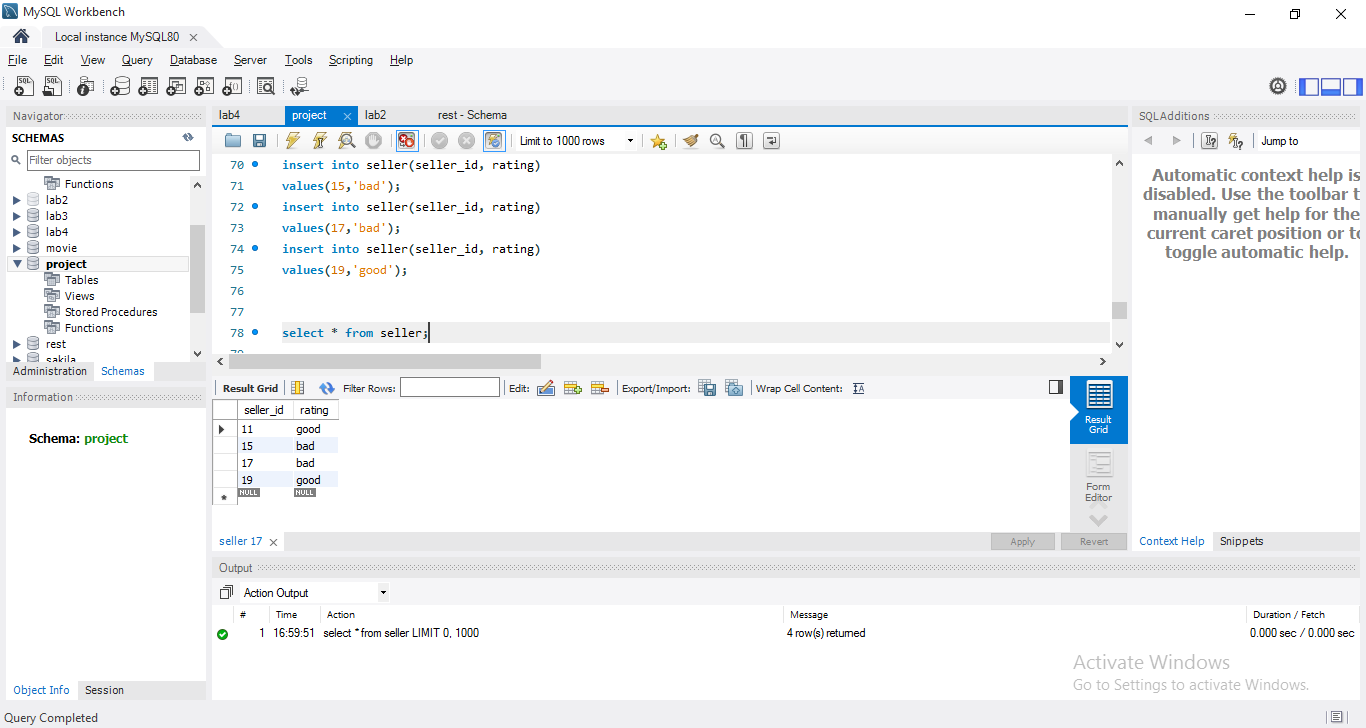 MySQL Workbench
Local instance MySQL80
File Edit View Query Database Server Tools Scripting Help
Navigator
SCHEMAS
Filter objects
Functions
lab2
lab3
lab4
movie
project
Tables
Views
Stored Procedures
Functions
rest
sakila
Administration Schemas
Information
Schema: project
Object Info Session
Query Completed
lab4 project lab2 rest - Schema
Limit to 1000 rows
70 insert into seller(seller_id, rating)
71 values(15,'bad');
72 insert into seller(seller_id, rating)
73 values(17,'bad');
74 insert into seller(seller_id, rating)
75 values(19,'good');
76
77
78 select * from seller;
79
Result Grid Filter Rows: Edit: Export/Import: Wrap Cell Content:
seller_id rating
11 good
15 bad
17 bad
19 good
NULL NULL
Result
Grid
Form
Editor
seller 17 Apply Revert
Output
Action Output
# Time Action Message Duration / Fetch
1 16:59:51 select * from seller LIMIT 0, 1000 4 row(s) returned 0.000 sec / 0.000 sec
SQLAdditions
Jump to
Automatic context help is
disabled. Use the toolbar t
manually get help for the
current caret position or to
toggle automatic help.
Context Help Snippets
Activate Windows
Go to Settings to activate Windows.